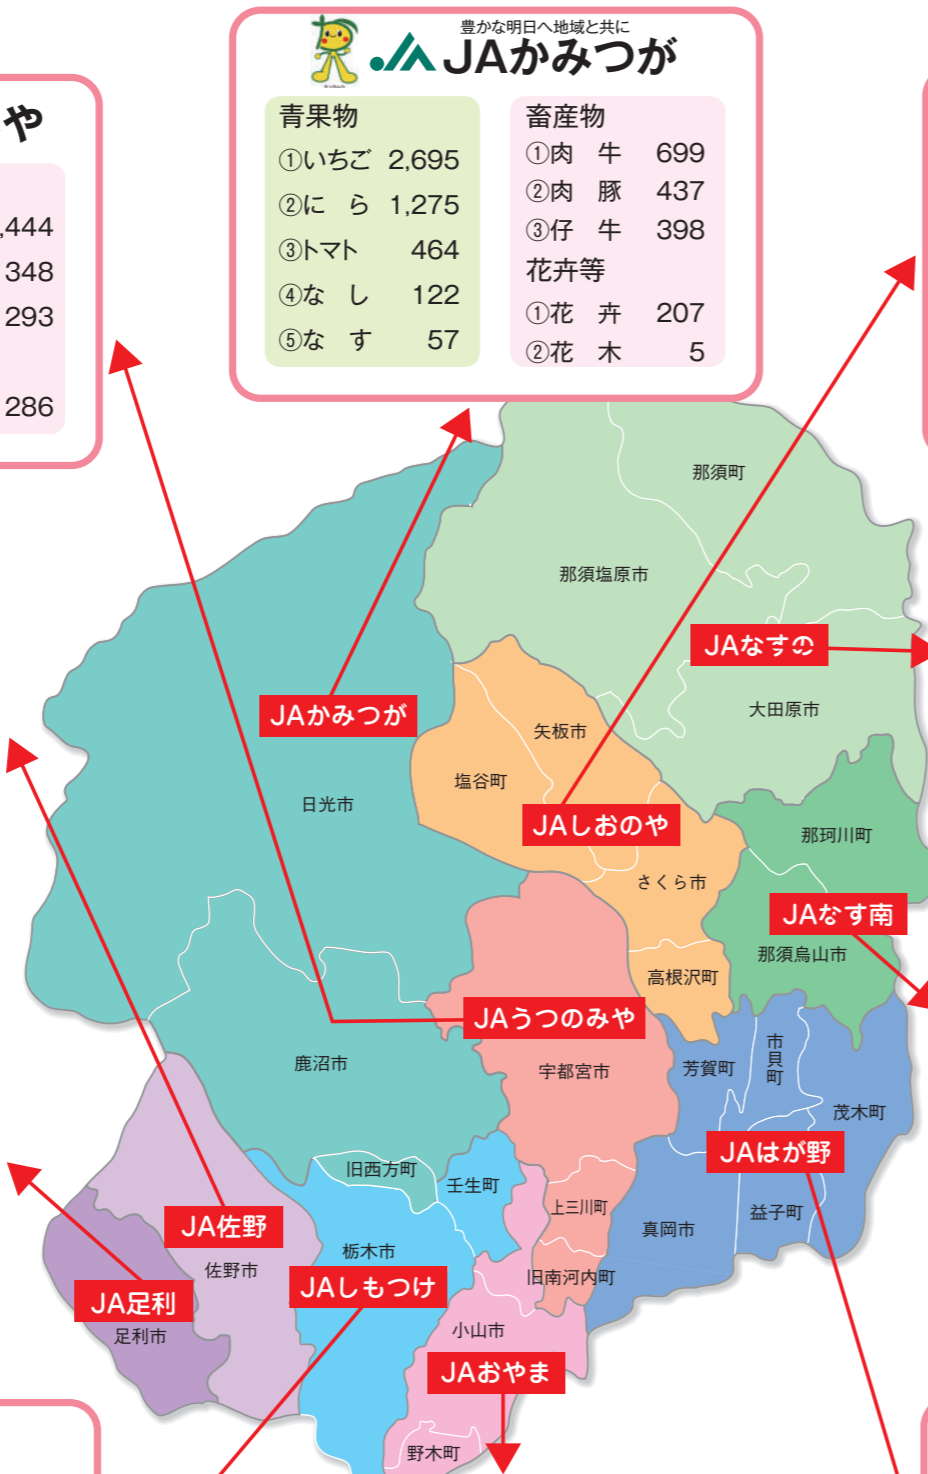 豊かな明日へ地域と共に
JAかみつが
青果物
①いちご 2,695
②に ら 1,275
③トマト 464
④な し 122
⑤な す 57
畜産物
①肉 牛 699
②肉 豚 437
③仔 牛 398
花卉等
①花 卉 207
②花 木 5
や
,444
348
293
286
那須町
那須塩原市
JAなすの
大田原市
JAかみつが
矢板市
塩谷町
日光市
JAしおのや
那珂川町
さくら市
JAなす南
那須烏山市
高根沢町
JAうつのみや
宇都宮市
鹿沼市
芳賀町
市貝町
茂木町
JAはが野
旧西方町
壬生町
上三川町
益子町
真岡市
JA佐野
栃木市
佐野市
旧南河内町
JAしもつけ
JA足利
足利市
小山市
JAおやま
野木町